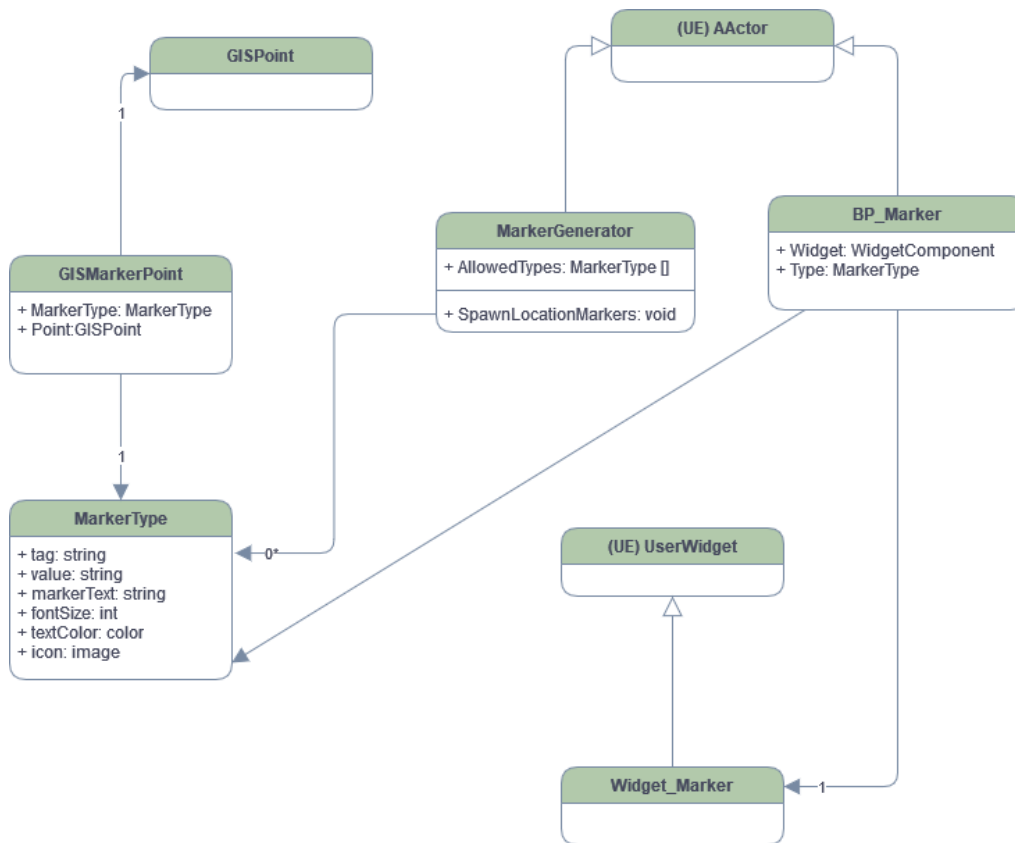 (UE) AActor
GISPoint
1
MarkerGenerator
+ AllowedTypes: MarkerType []
+ SpawnLocationMarkers: void
BP_Marker
+ Widget: WidgetComponent
+ Type: MarkerType
GISMarkerPoint
+ MarkerType: MarkerType
+ Point:GISPoint
1
MarkerType
+ tag: string
+ value: string
+ markerText: string
+ fontSize: int
+ textColor: color
+ icon: image
0*
(UE) UserWidget
Widget_Marker
1